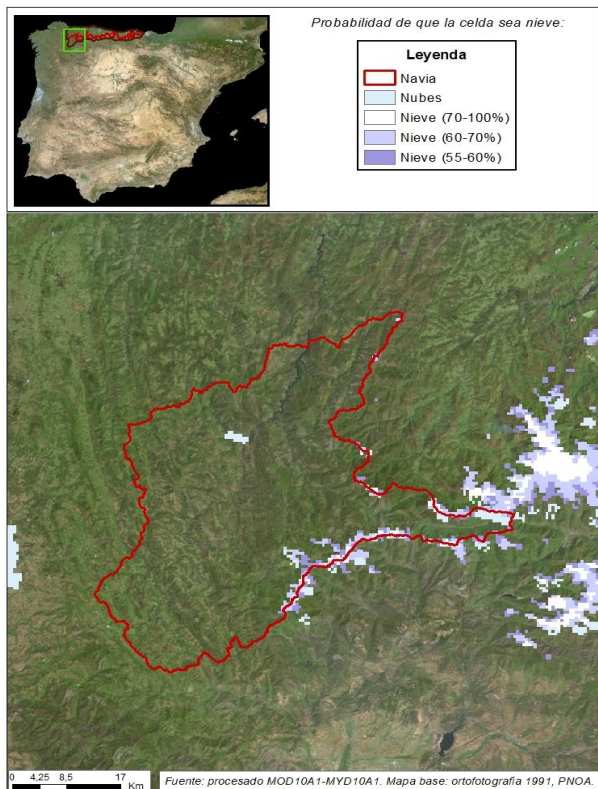 Probabilidad de que la celda sea nieve:
Leyenda
Navia
Nubes
Nieve (70-100%)
Nieve (60-70%)
Nieve (55-60%)
0 4,25 8,5 17
Km
Fuente: procesado MOD10A1-MYD10A1. Mapa base: ortofotografia 1991, PNOA.